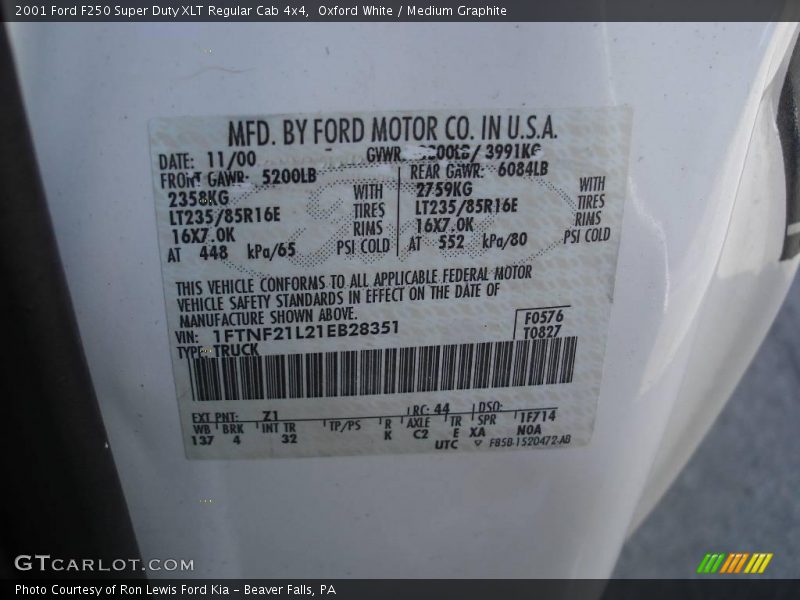 2001 Ford F250 Super Duty XLT Regular Cab 4x4, Oxford White / Medium Graphite
MFD. BY FORD MOTOR CO. IN U.S.A.
DATE: 11/00 GVWR 3991KG
FRONT GAWR: 5200LB REAR GAWR: 6084LB
2358KG WITH 2759KG WITH
LT235/85R16E TIRES LT235/85R16E TIRES
16X7.0K RIMS 16X7.0K RIMS
AT 448 kPa/65 PSI COLD AT 552 kPa/80 PSI COLD
THIS VEHICLE CONFORMS TO ALL APPLICABLE FEDERAL MOTOR
VEHICLE SAFETY STANDARDS IN EFFECT ON THE DATE OF
MANUFACTURE SHOWN ABOVE.
VIN: 1FTNF21L21EB28351 F0576
TYPE: TRUCK T0827
EXT PNT: Z1 RC: 44 DSO:
WB BRK INT TR TP/PS R AXLE TR SPR 1F714
137 4 32 K C2 E XA N0A
UTC ▽ F85B-1520472-AB
GTCARLOT.COM
Photo Courtesy of Ron Lewis Ford Kia - Beaver Falls, PA